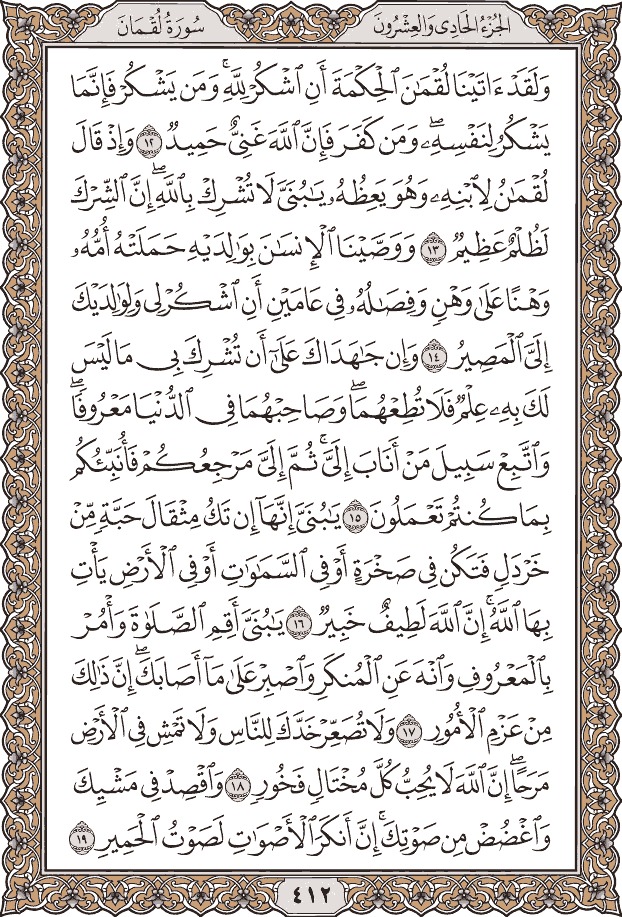 الجُزْءُ الحَادِي وَالعِشْرُونَ
سُورَةُ لُقْمَانَ
وَلَقَدْ ءَاتَيْنَا لُقْمَٰنَ ٱلْحِكْمَةَ أَنِ ٱشْكُرْ لِلَّهِۚ وَمَن يَشْكُرْ فَإِنَّمَا
يَشْكُرُ لِنَفْسِهِۦۖ وَمَن كَفَرَ فَإِنَّ ٱللَّهَ غَنِىٌّ حَمِيدٌ ١٢ وَإِذْ قَالَ
لُقْمَٰنُ لِٱبْنِهِۦ وَهُوَ يَعِظُهُۥ يَٰبُنَىَّ لَا تُشْرِكْ بِٱللَّهِۖ إِنَّ ٱلشِّرْكَ
لَظُلْمٌ عَظِيمٌ ١٣ وَوَصَّيْنَا ٱلْإِنسَٰنَ بِوَٰلِدَيْهِ حَمَلَتْهُ أُمُّهُۥ
وَهْنًا عَلَىٰ وَهْنٍ وَفِصَٰلُهُۥ فِى عَامَيْنِ أَنِ ٱشْكُرْ لِى وَلِوَٰلِدَيْكَ
إِلَىَّ ٱلْمَصِيرُ ١٤ وَإِن جَٰهَدَاكَ عَلَىٰٓ أَن تُشْرِكَ بِى مَا لَيْسَ
لَكَ بِهِۦ عِلْمٌ فَلَا تُطِعْهُمَاۖ وَصَاحِبْهُمَا فِى ٱلدُّنْيَا مَعْرُوفًاۖ
وَٱتَّبِعْ سَبِيلَ مَنْ أَنَابَ إِلَىَّۚ ثُمَّ إِلَىَّ مَرْجِعُكُمْ فَأُنَبِّئُكُم
بِمَا كُنتُمْ تَعْمَلُونَ ١٥ يَٰبُنَىَّ إِنَّهَآ إِن تَكُ مِثْقَالَ حَبَّةٍ مِّنْ
خَرْدَلٍ فَتَكُن فِى صَخْرَةٍ أَوْ فِى ٱلسَّمَٰوَٰتِ أَوْ فِى ٱلْأَرْضِ يَأْتِ
بِهَا ٱللَّهُۚ إِنَّ ٱللَّهَ لَطِيفٌ خَبِيرٌ ١٦ يَٰبُنَىَّ أَقِمِ ٱلصَّلَوٰةَ وَأْمُرْ
بِٱلْمَعْرُوفِ وَٱنْهَ عَنِ ٱلْمُنكَرِ وَٱصْبِرْ عَلَىٰ مَآ أَصَابَكَۖ إِنَّ ذَٰلِكَ
مِنْ عَزْمِ ٱلْأُمُورِ ١٧ وَلَا تُصَعِّرْ خَدَّكَ لِلنَّاسِ وَلَا تَمْشِ فِى ٱلْأَرْضِ
مَرَحًاۖ إِنَّ ٱللَّهَ لَا يُحِبُّ كُلَّ مُخْتَالٍ فَخُورٍ ١٨ وَٱقْصِدْ فِى مَشْيِكَ
وَٱغْضُضْ مِن صَوْتِكَۚ إِنَّ أَنكَرَ ٱلْأَصْوَٰتِ لَصَوْتُ ٱلْحَمِيرِ ١٩
٤١٢